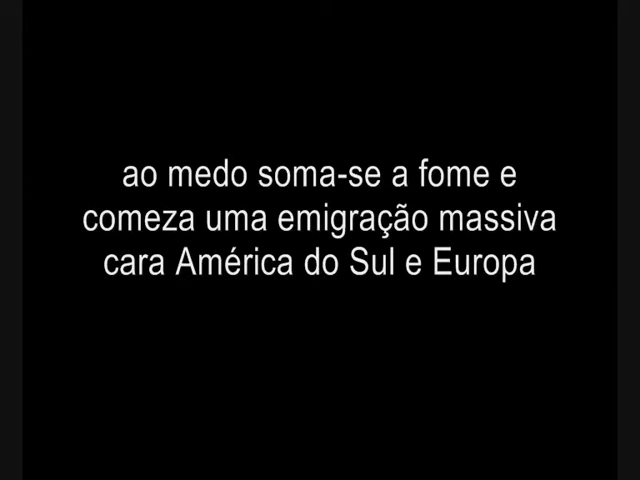 ao medo soma-se a fome e
comeza uma emigração massiva
cara América do Sul e Europa